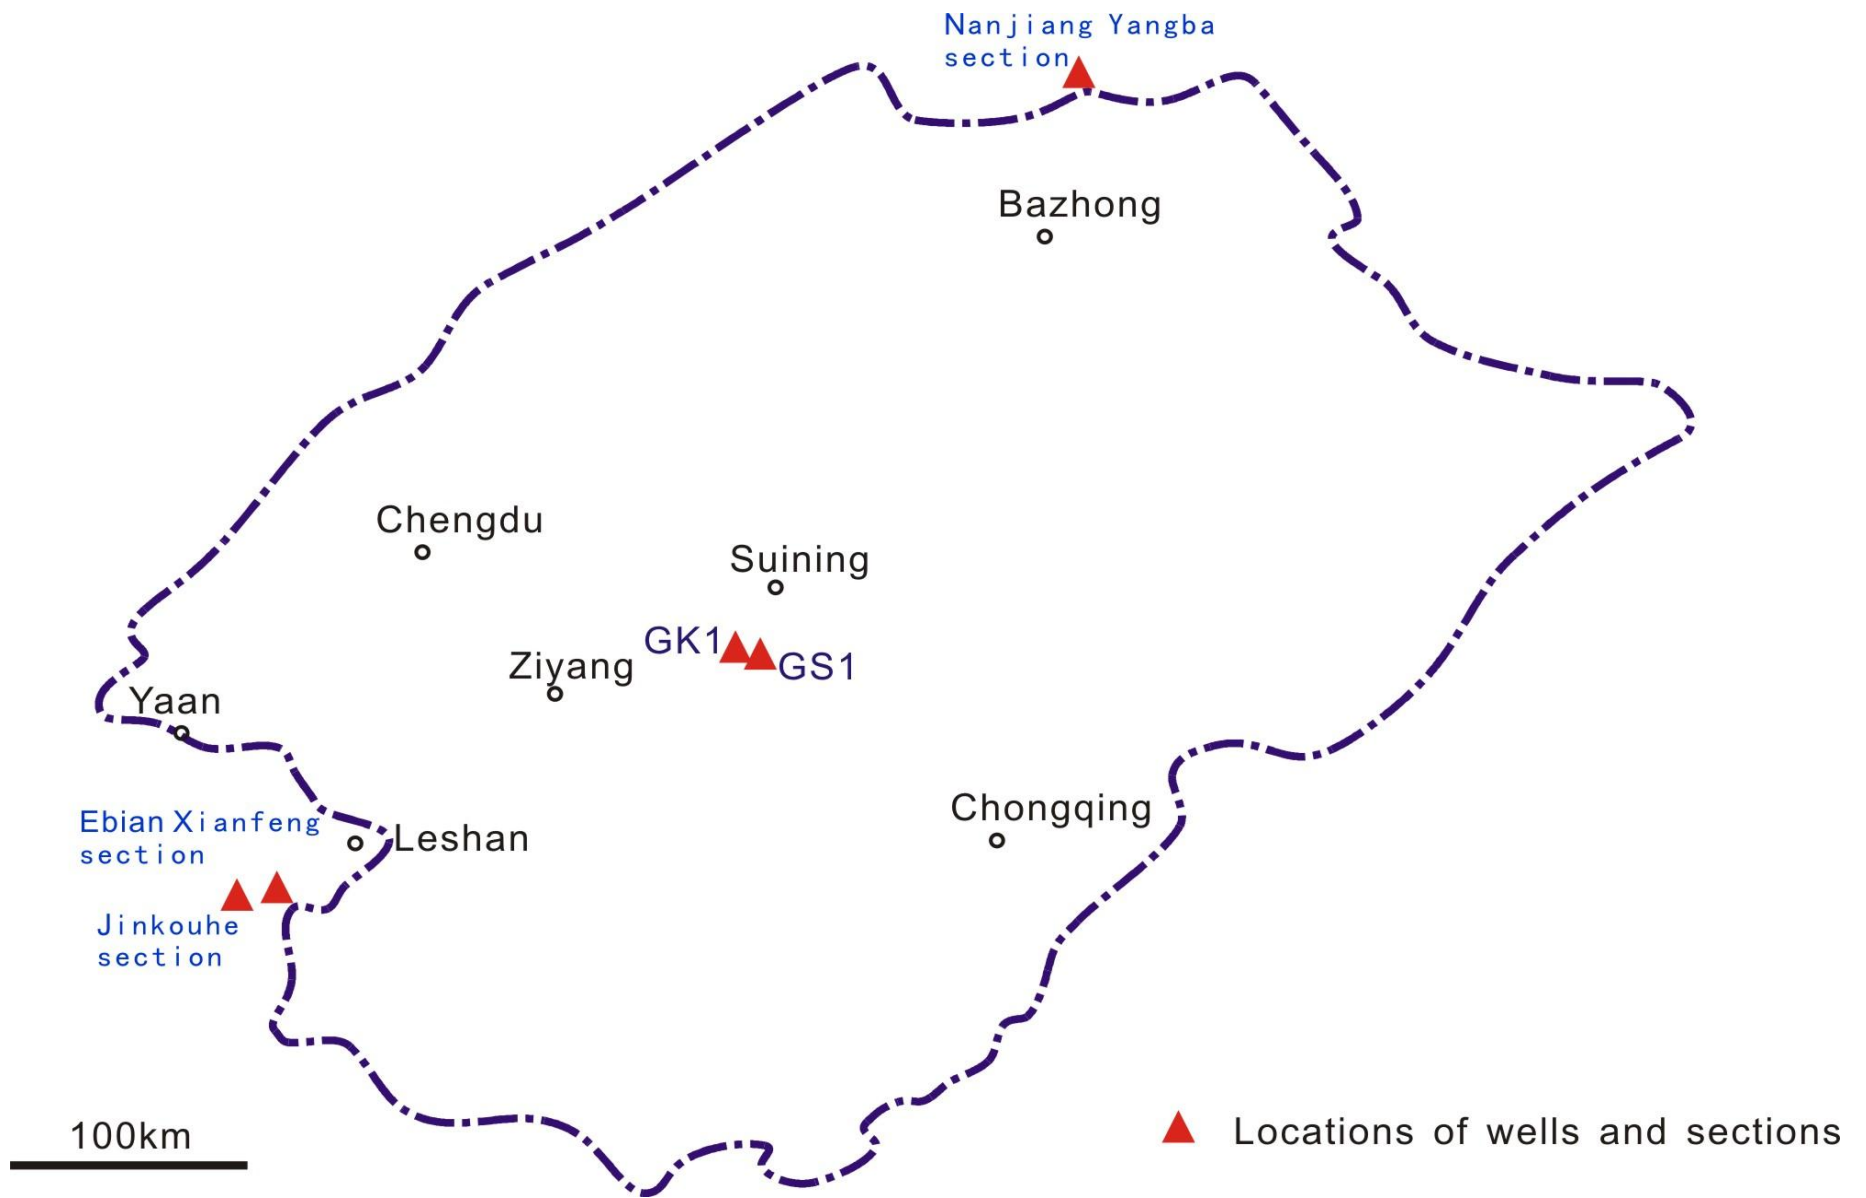 Nanjiang Yangba
section
Bazhong
Chengdu
Suining
GK1
GS1
Ziyang
Yaan
Chongqing
Ebian Xianfeng
section
Leshan
Jinkouhe
section
100km
Locations of wells and sections